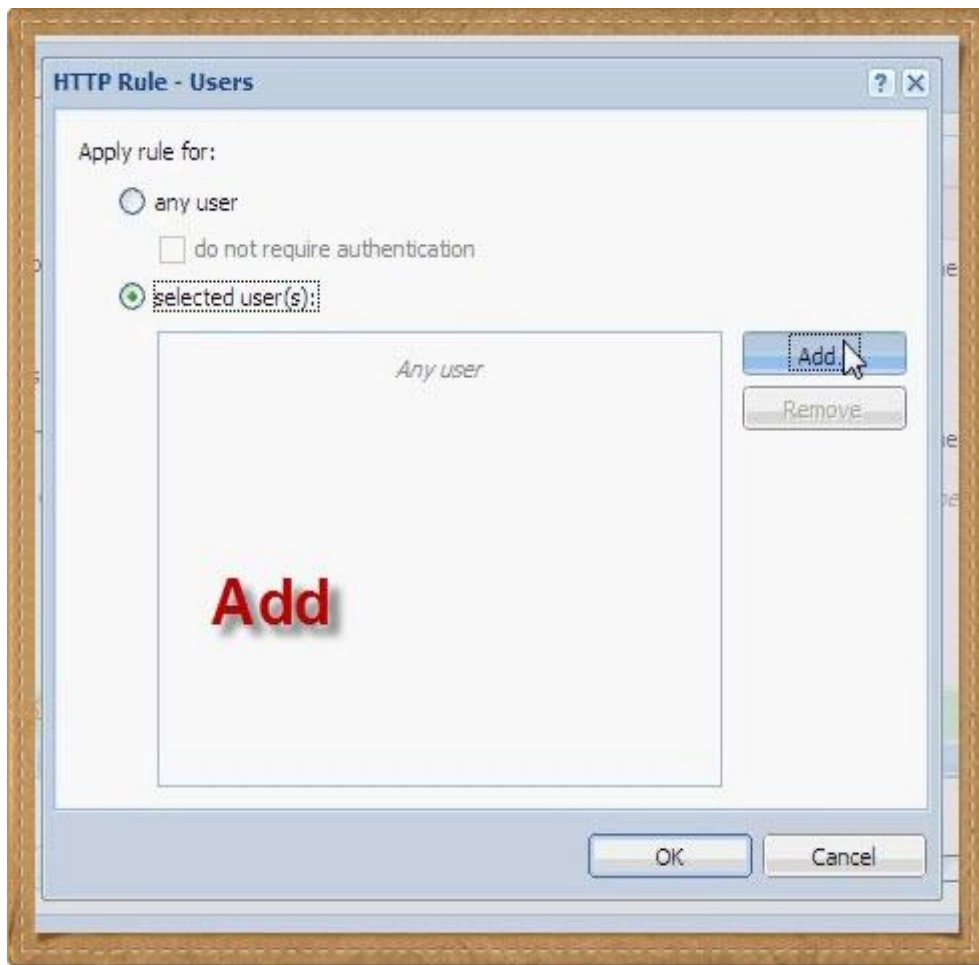 HTTP Rule - Users
Apply rule for:
any user
do not require authentication
selected user(s):
Any user
Add...
Remove
Add
OK
Cancel